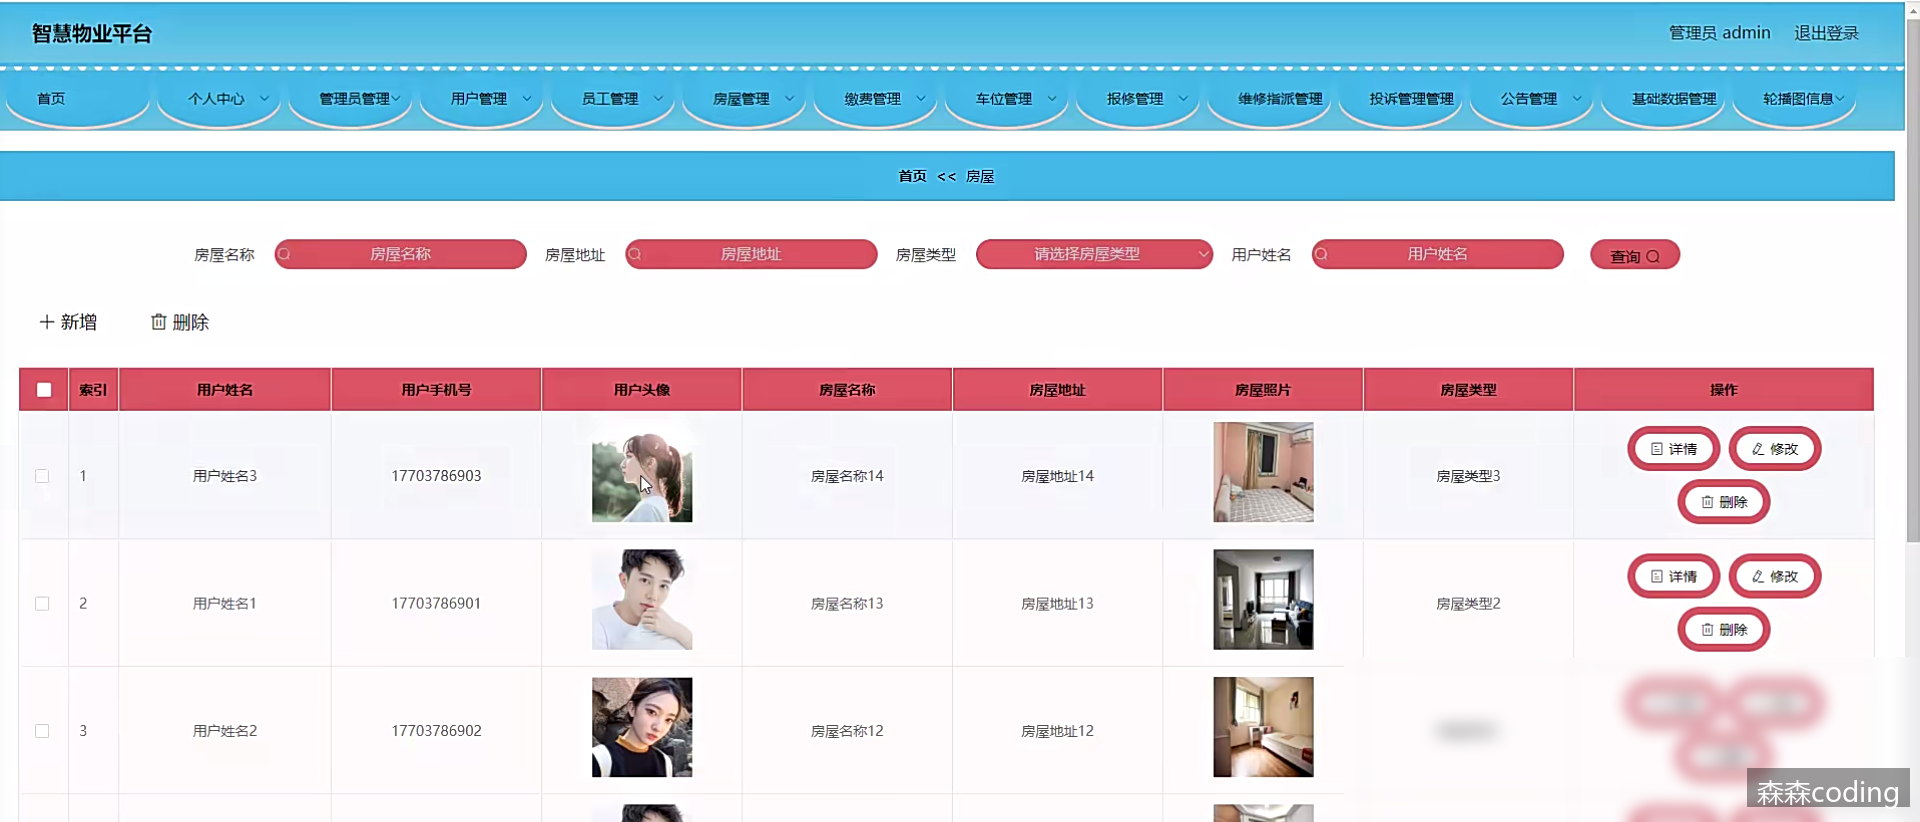 智慧物业平台
管理员 admin 退出登录
首页 个人中心 管理员管理 用户管理 员工管理 房屋管理 缴费管理 车位管理 报修管理 维修指派管理 投诉管理管理 公告管理 基础数据管理 轮播图信息
首页 << 房屋
房屋名称 房屋名称 房屋地址 房屋地址 房屋类型 请选择房屋类型 用户姓名 用户姓名 查询
新增 删除
索引 用户姓名 用户手机号 用户头像 房屋名称 房屋地址 房屋照片 房屋类型 操作
1 用户姓名3 17703786903 房屋名称14 房屋地址14 房屋类型3 详情 修改
删除
2 用户姓名1 17703786901 房屋名称13 房屋地址13 房屋类型2 详情 修改
删除
3 用户姓名2 17703786902 房屋名称12 房屋地址12
森森coding